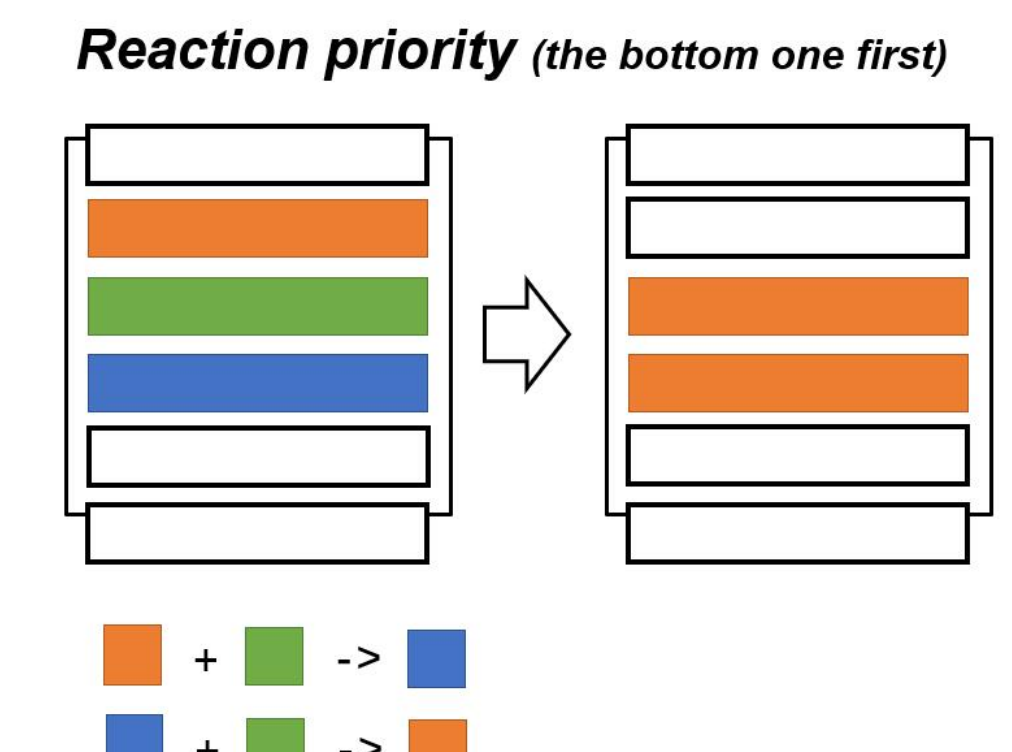 Reaction priority (the bottom one first)
+ ->
+ ->